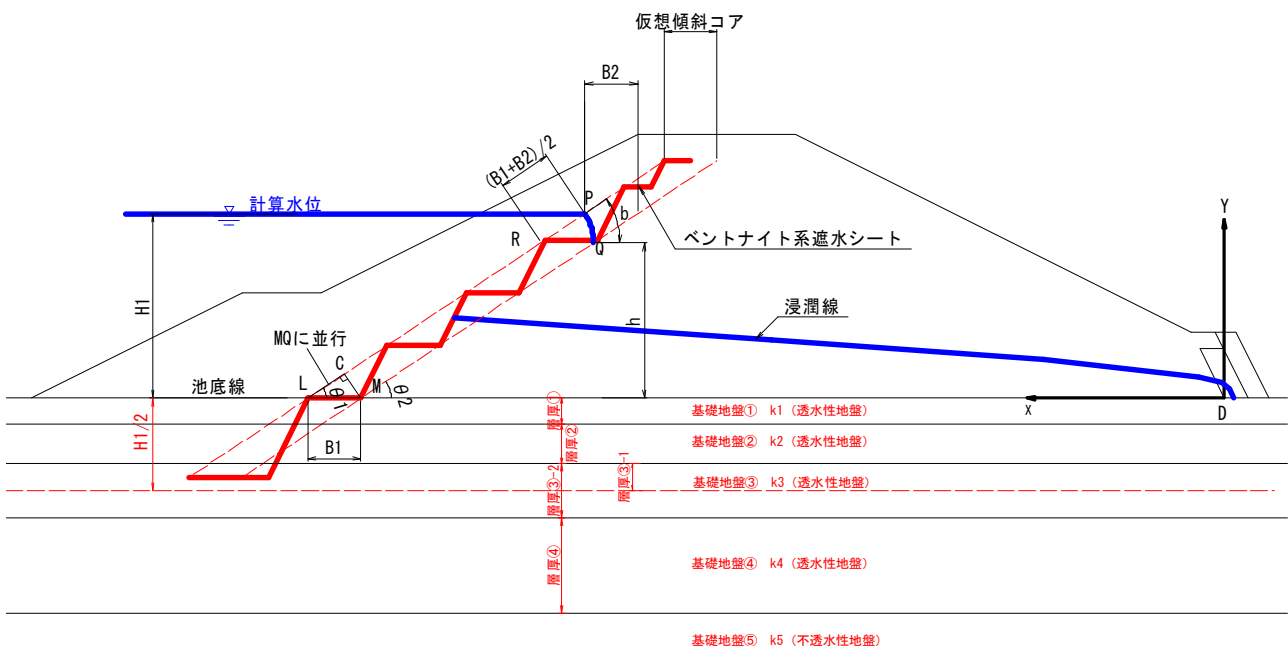 仮想傾斜コア
B2
(B1+B2)/2
計算水位
P
b
R
Q
ベントナイト系遮水シート
Y
H1
h
浸潤線
MQに並行
C
池底線
L
θ1
M
θ2
x
D
B1
H1/2
層厚①
層厚②
層厚③-2
層厚③-1
層厚④
基礎地盤① k1 (透水性地盤)
基礎地盤② k2 (透水性地盤)
基礎地盤③ k3 (透水性地盤)
基礎地盤④ k4 (透水性地盤)
基礎地盤⑤ k5 (不透水性地盤)